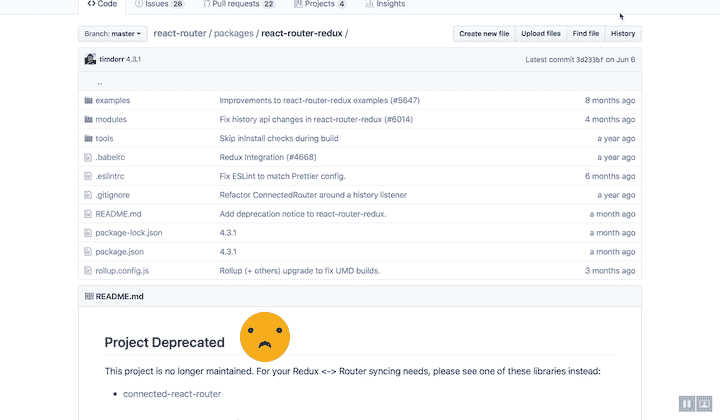 Code Issues 26 Pull requests 22 Projects 4 Insights
Branch: master react-router / packages / react-router-redux / Create new file Upload files Find file History
timdorr 4.3.1 Latest commit 3d233bf on Jun 6
..
examples Improvements to react-router-redux examples (#5647) 8 months ago
modules Fix history api changes in react-router-redux (#6014) 4 months ago
tools Skip inInstall checks during build a year ago
.babelrc Redux Integration (#4668) a year ago
.eslintrc Fix ESLint to match Prettier config. 6 months ago
.gitignore Refactor ConnectedRouter around a history listener a year ago
README.md Add deprecation notice to react-router-redux. a month ago
package-lock.json 4.3.1 a month ago
package.json 4.3.1 a month ago
rollup.config.js Rollup (+ others) upgrade to fix UMD builds. 3 months ago
README.md
Project Deprecated
This project is no longer maintained. For your Redux <-> Router syncing needs, please see one of these libraries instead:
• connected-react-router